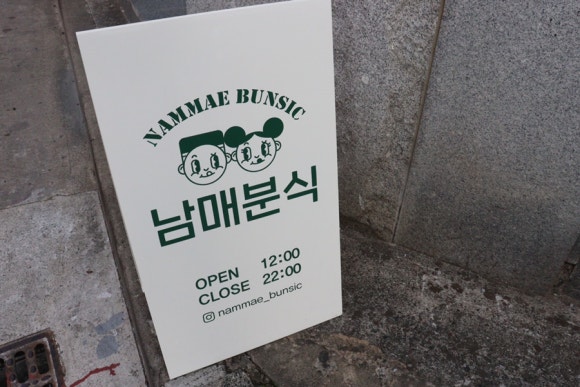 NAMMAE BUNSIC
남매분식
OPEN 12:00
CLOSE 22:00
nammae_bunsic